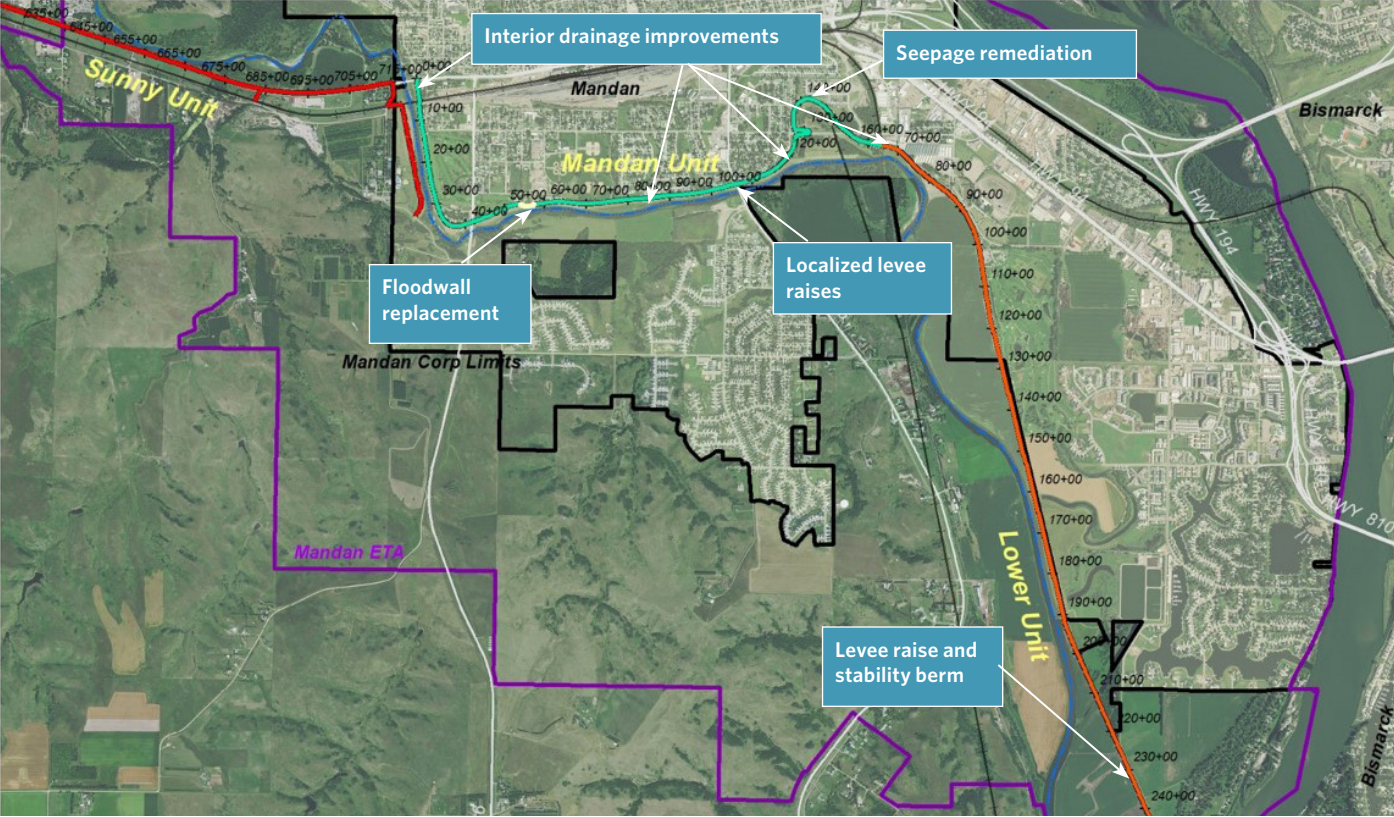 Interior drainage improvements
Seepage remediation
635+00
645+00
655+00
665+00
675+00
685+00
695+00
705+00
0+00
Sunny Unit
Mandan
Bismarck
10+00
20+00
30+00
40+00
50+00
60+00
70+00
80+00
90+00
100+00
Mandan Unit
120+00
160+00
70+00
80+00
90+00
100+00
110+00
120+00
130+00
140+00
150+00
160+00
170+00
180+00
190+00
210+00
230+00
240+00
HWY 194
HWY 810
Floodwall
replacement
Localized levee
raises
Mandan Corp Limits
Mandan ETA
Lower Unit
Levee raise and
stability berm
Bismarck